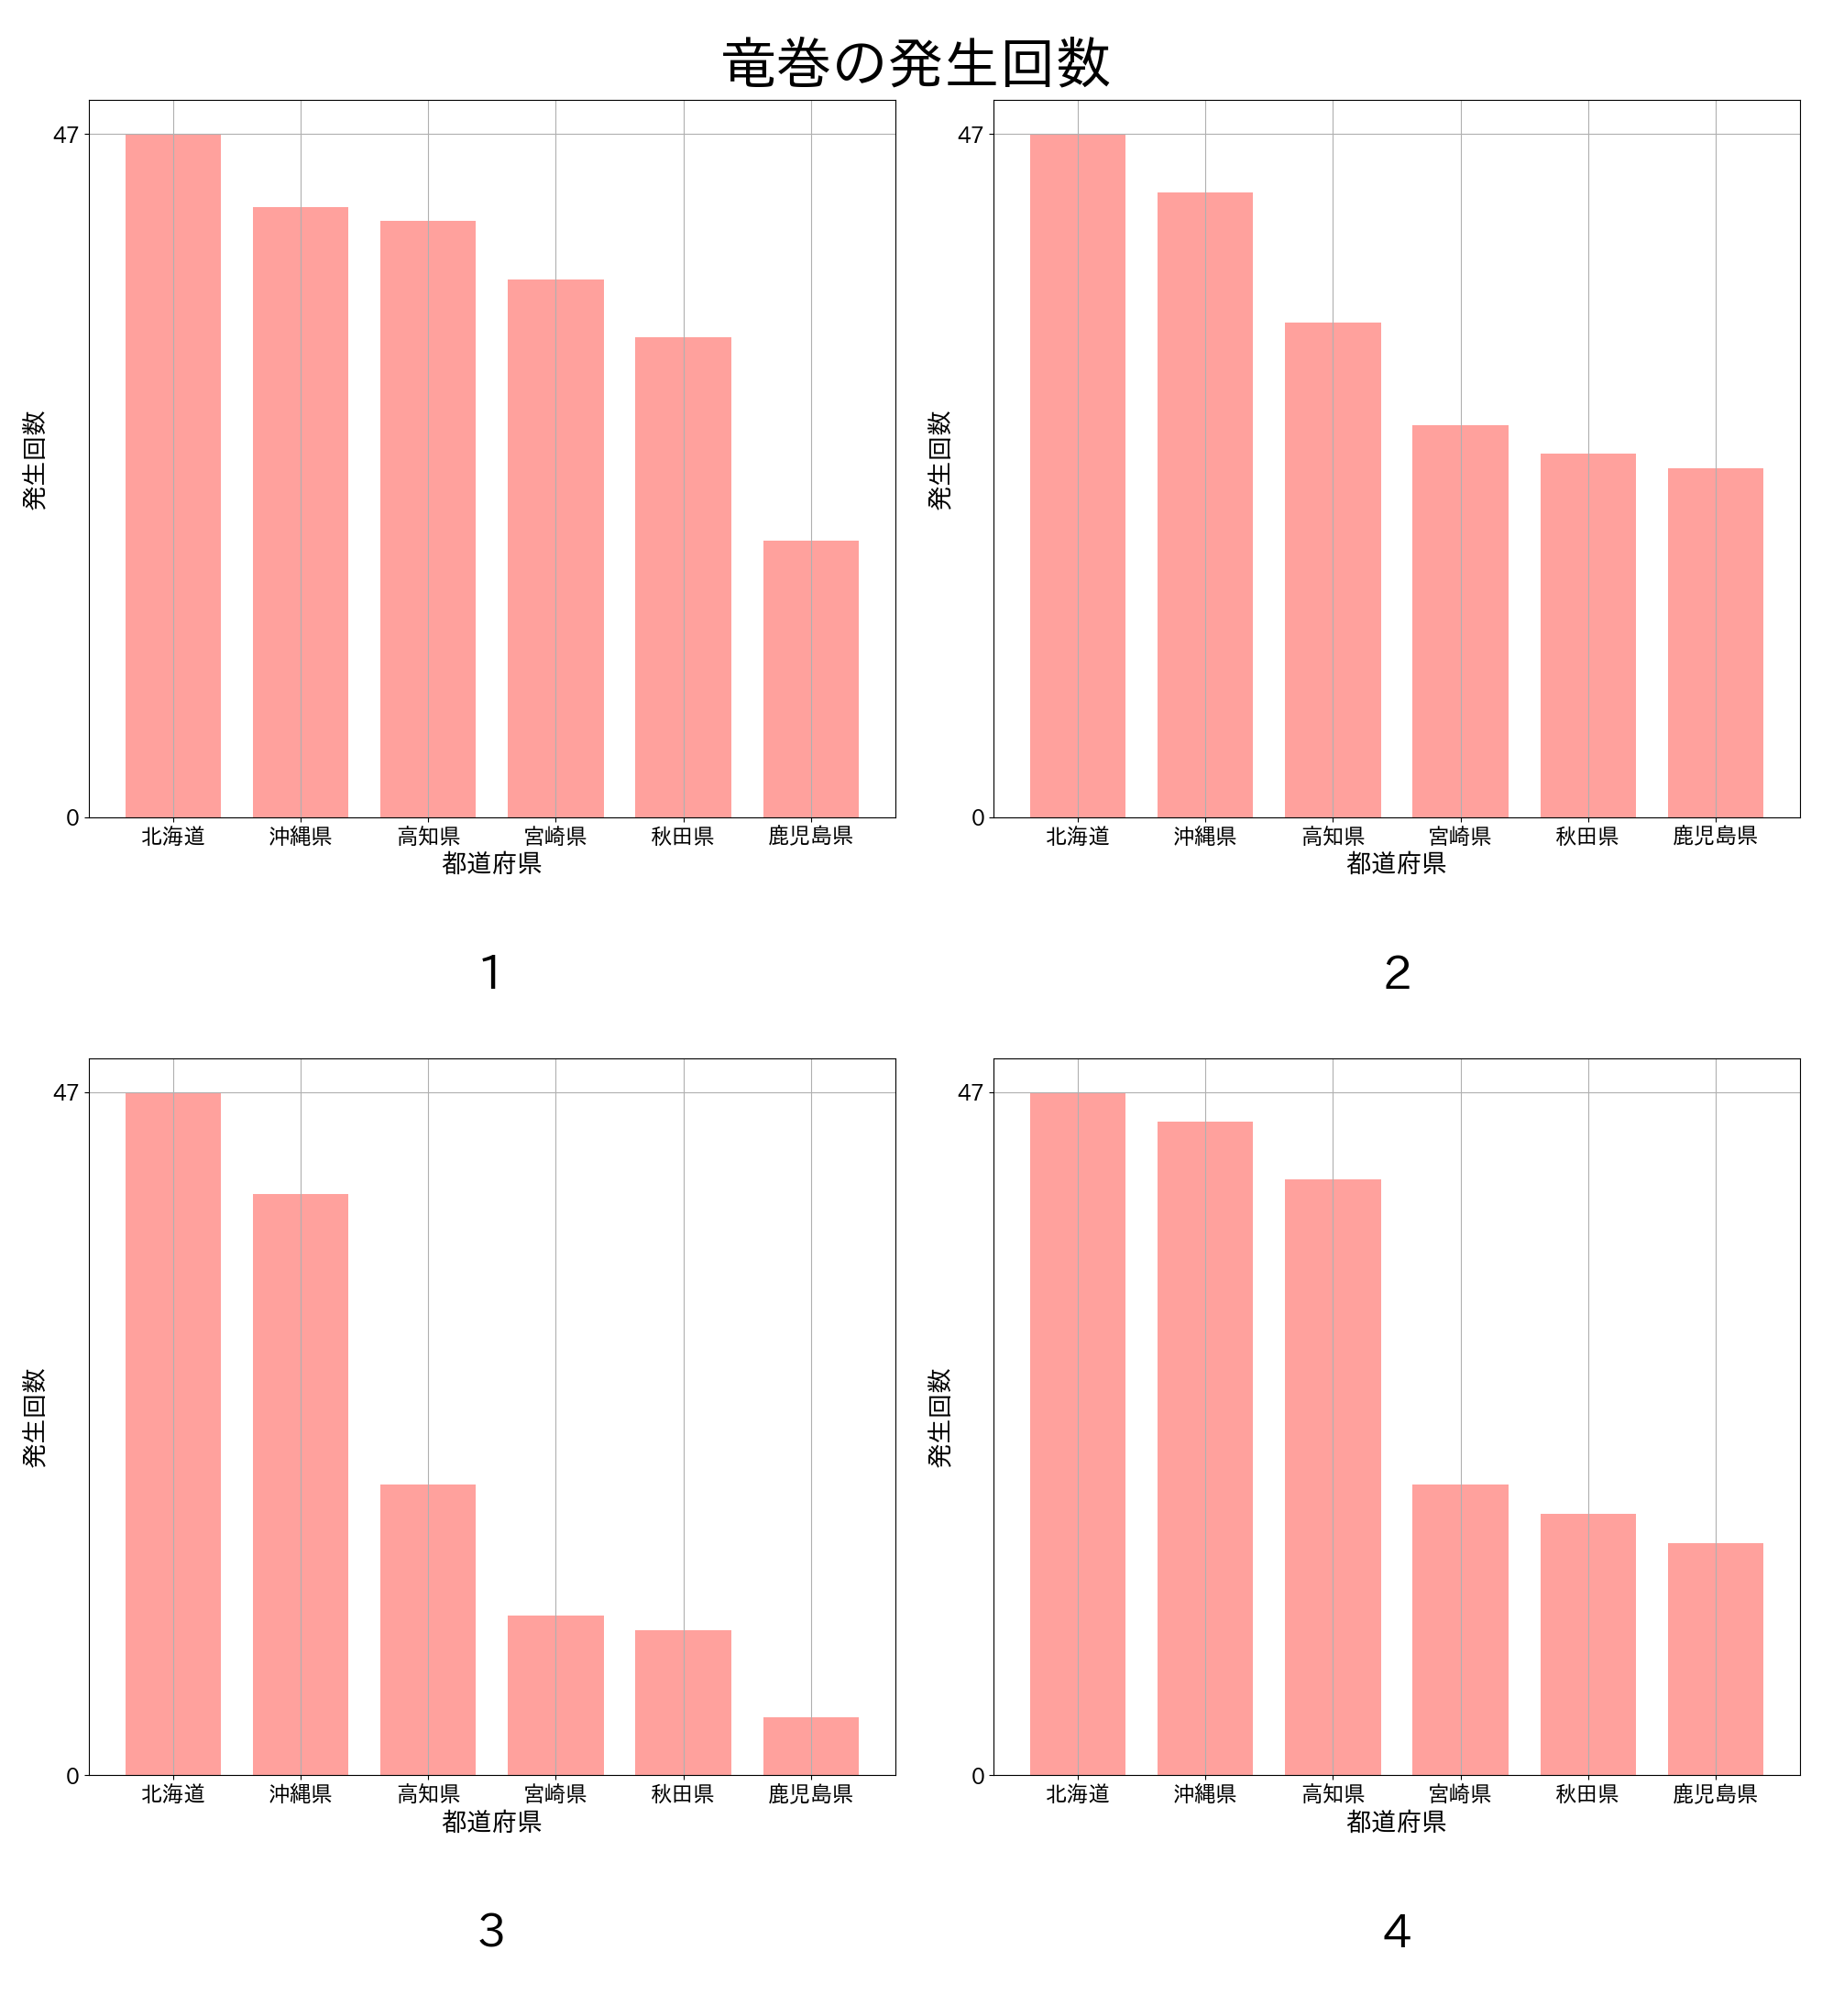 竜巻の発生回数
47
0
発生回数
北海道 沖縄県 高知県 宮崎県 秋田県 鹿児島県
都道府県
1
47
0
発生回数
北海道 沖縄県 高知県 宮崎県 秋田県 鹿児島県
都道府県
2
47
0
発生回数
北海道 沖縄県 高知県 宮崎県 秋田県 鹿児島県
都道府県
3
47
0
発生回数
北海道 沖縄県 高知県 宮崎県 秋田県 鹿児島県
都道府県
4